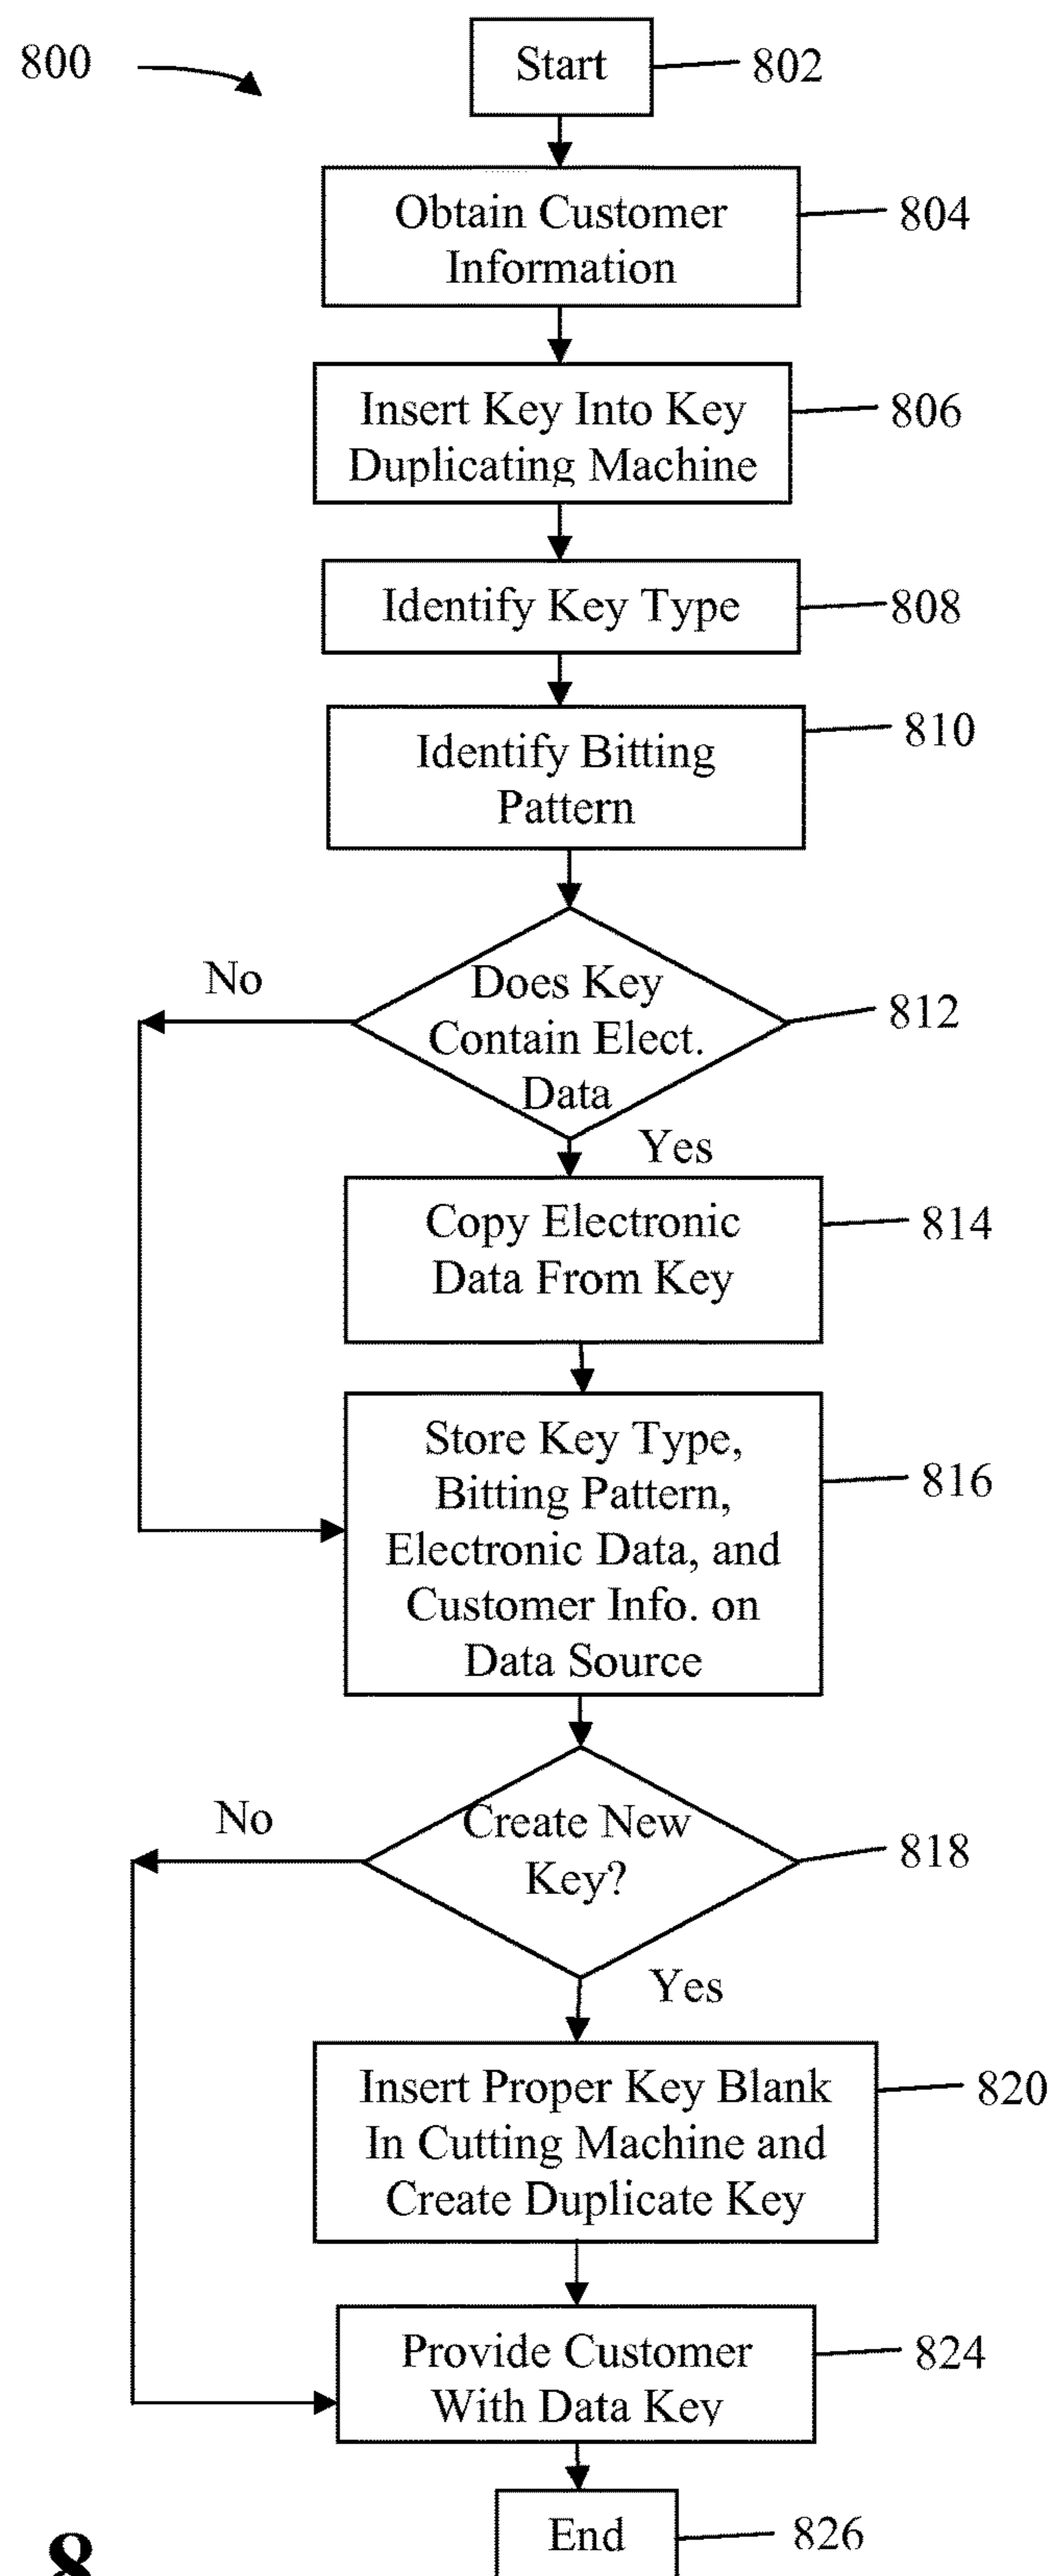 800
Start
802
Obtain Customer
Information
804
Insert Key Into Key
Duplicating Machine
806
Identify Key Type
808
Identify Bitting
Pattern
810
No
Does Key
Contain Elect.
Data
812
Yes
Copy Electronic
Data From Key
814
Store Key Type,
Bitting Pattern,
Electronic Data, and
Customer Info. on
Data Source
816
No
Create New
Key?
818
Yes
Insert Proper Key Blank
In Cutting Machine and
Create Duplicate Key
820
Provide Customer
With Data Key
824
End
826
8